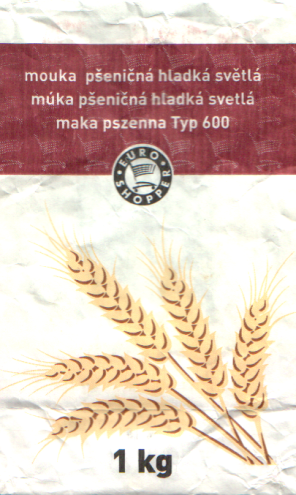 mouka pšeničná hladká světlá
múka pšeničná hladká svetlá
maka pszenna Typ 600
EURO
SHOPPER
1 kg